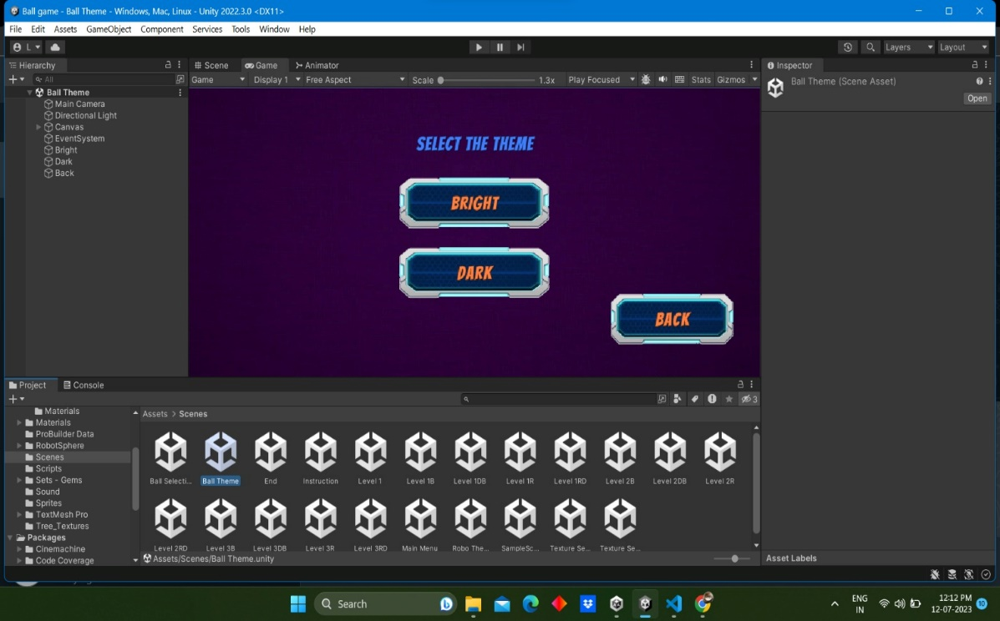 Ball game - Ball Theme - Windows, Mac, Linux - Unity 2022.3.0 <DX11>
File Edit Assets GameObject Component Services Tools Window Help
L
Layers Layout
Hierarchy
Scene Game Animator
Inspector
All
Game Display 1 Free Aspect Scale 1.3x Play Focused Stats Gizmos
Ball Theme (Scene Asset)
Open
Ball Theme
Main Camera
Directional Light
Canvas
EventSystem
Bright
Dark
Back
SELECT THE THEME
BRIGHT
DARK
BACK
Project Console
3
Materials
Materials
ProBuilder Data
RobotSphere
Scenes
Scripts
Sets - Gems
Sound
Sprites
TextMesh Pro
Tree_Textures
Packages
Cinemachine
Code Coverage
Assets > Scenes
Ball Selecti... Ball Theme End Instruction Level 1 Level 1B Level 1DB Level 1R Level 1RD Level 2B Level 2DB Level 2R
Level 2RD Level 3B Level 3DB Level 3R Level 3RD Main Menu Robo The... SampleSc... Texture Se... Texture Se...
Assets/Scenes/Ball Theme.unity
Asset Labels
Search
ENG
IN
12:12 PM
12-07-2023
10